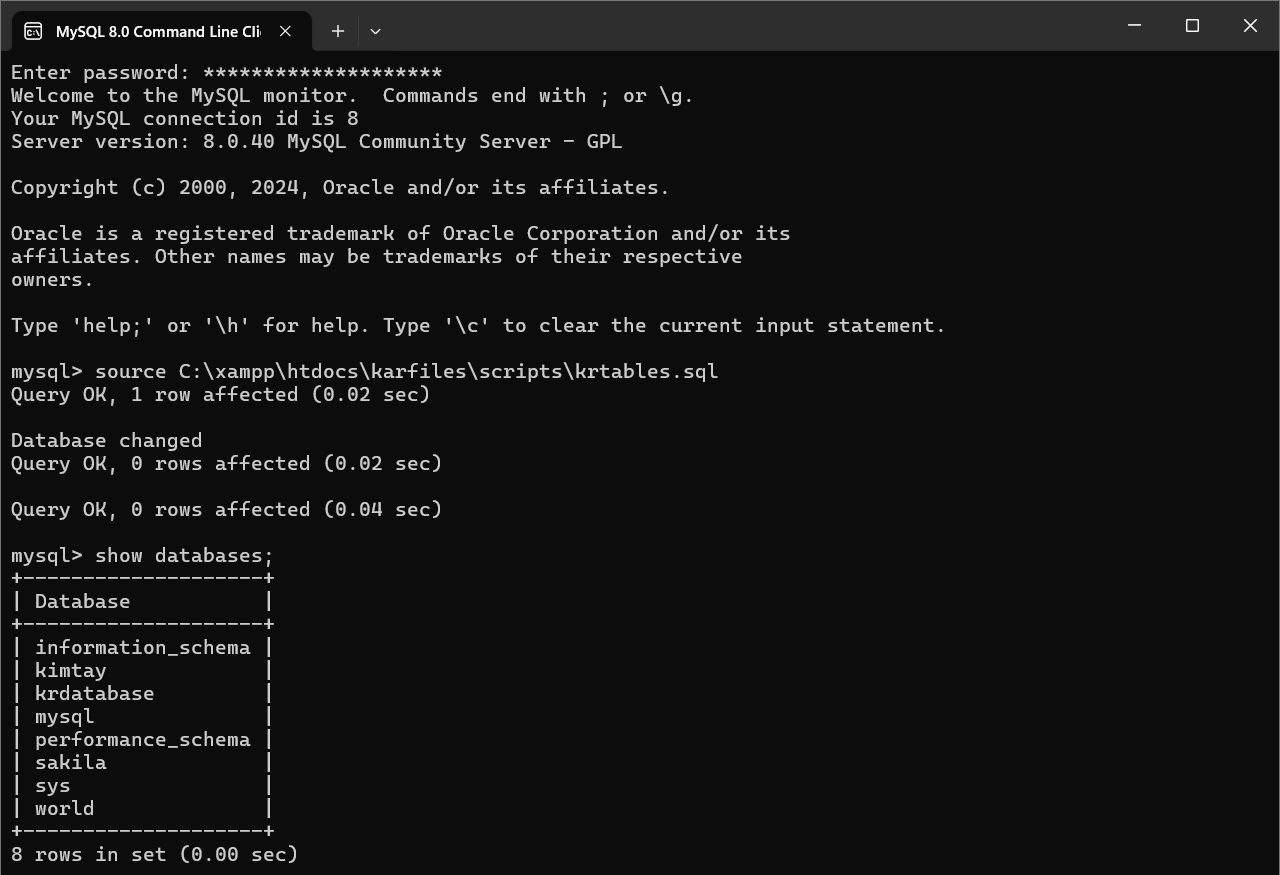 MySQL 8.0 Command Line Cli
Enter password: ********************
Welcome to the MySQL monitor.  Commands end with ; or \g.
Your MySQL connection id is 8
Server version: 8.0.40 MySQL Community Server - GPL

Copyright (c) 2000, 2024, Oracle and/or its affiliates.

Oracle is a registered trademark of Oracle Corporation and/or its
affiliates. Other names may be trademarks of their respective
owners.

Type 'help;' or '\h' for help. Type '\c' to clear the current input statement.

mysql> source C:\xampp\htdocs\karfiles\scripts\krtables.sql
Query OK, 1 row affected (0.02 sec)

Database changed
Query OK, 0 rows affected (0.02 sec)

Query OK, 0 rows affected (0.04 sec)

mysql> show databases;
+--------------------+
| Database           |
+--------------------+
| information_schema |
| kimtay             |
| krdatabase         |
| mysql              |
| performance_schema |
| sakila             |
| sys                |
| world              |
+--------------------+
8 rows in set (0.00 sec)